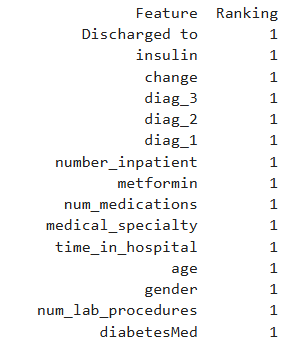 Feature Ranking
Discharged to 1
insulin 1
change 1
diag_3 1
diag_2 1
diag_1 1
number_inpatient 1
metformin 1
num_medications 1
medical_specialty 1
time_in_hospital 1
age 1
gender 1
num_lab_procedures 1
diabetesMed 1